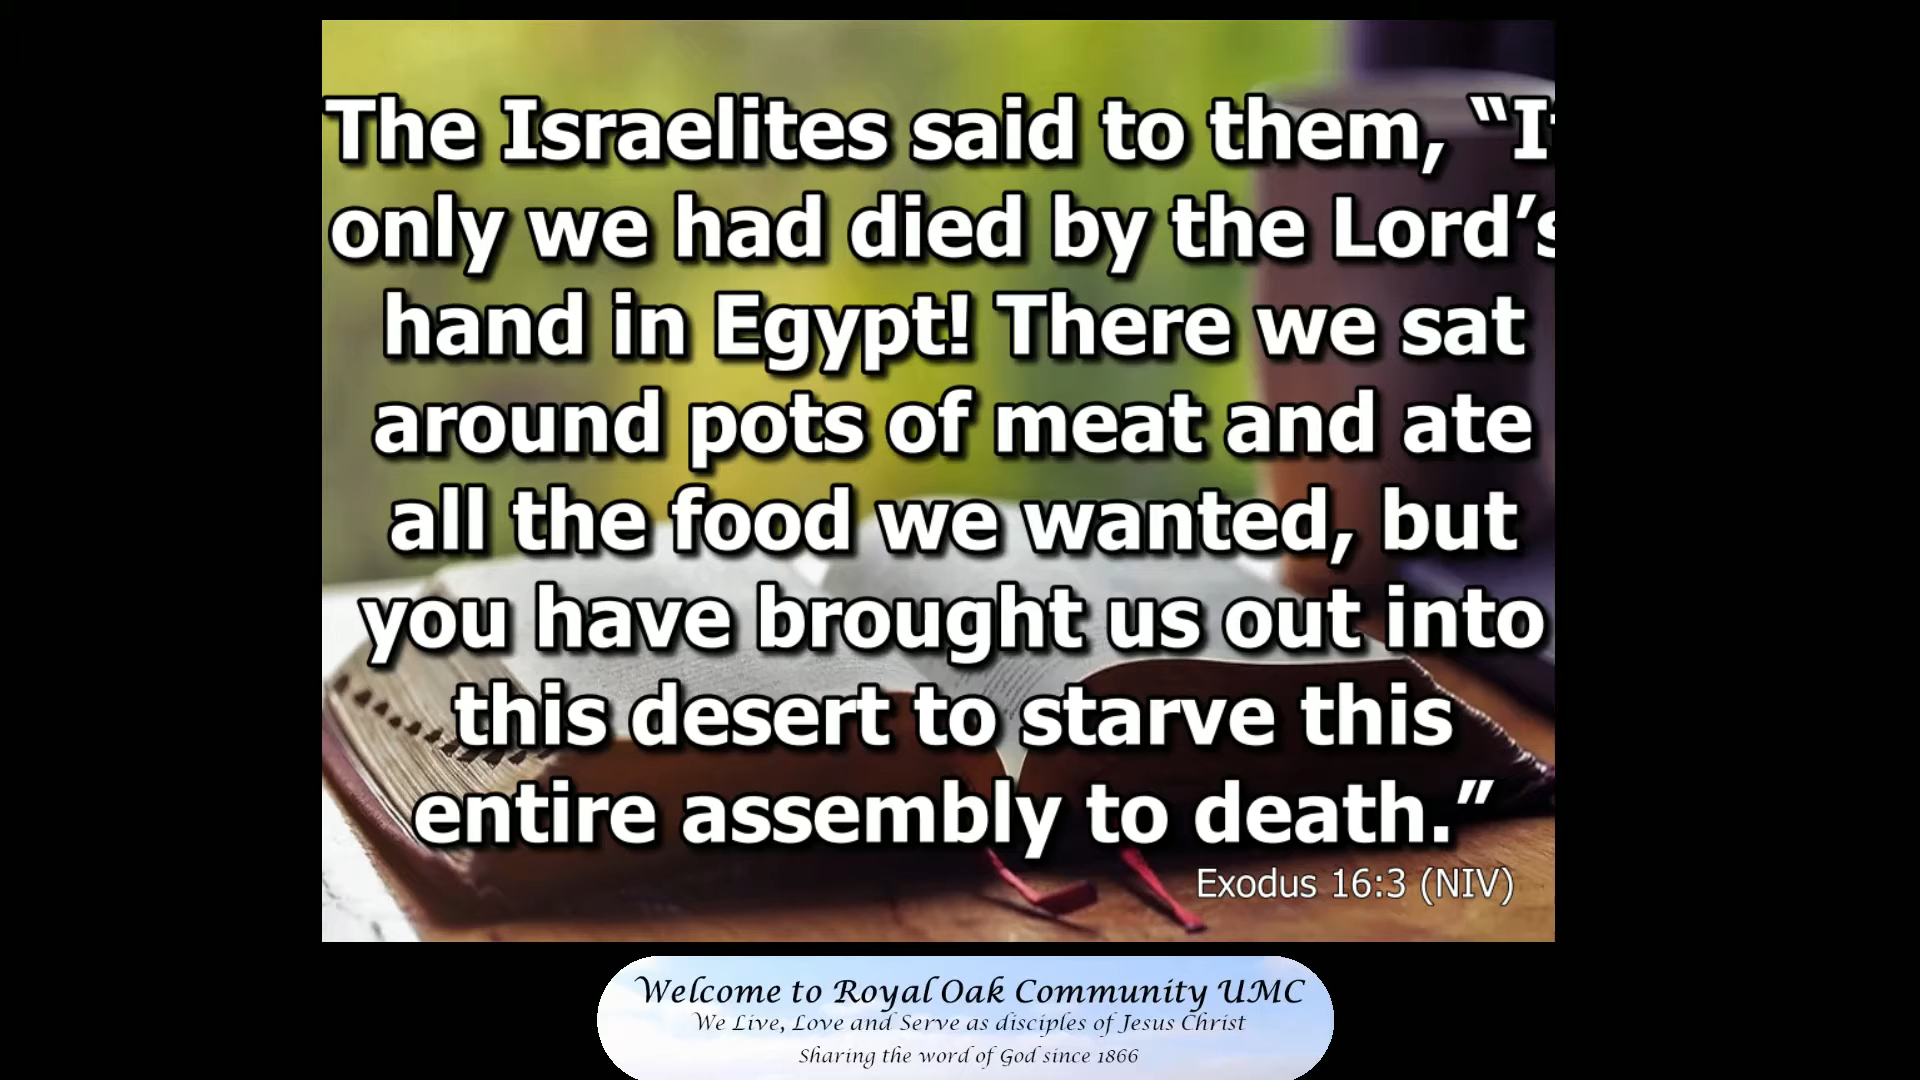 The Israelites said to them, “If
only we had died by the Lord’s
hand in Egypt! There we sat
around pots of meat and ate
all the food we wanted, but
you have brought us out into
this desert to starve this
entire assembly to death.”
Exodus 16:3 (NIV)
Welcome to Royal Oak Community UMC
We Live, Love and Serve as disciples of Jesus Christ
Sharing the word of God since 1866